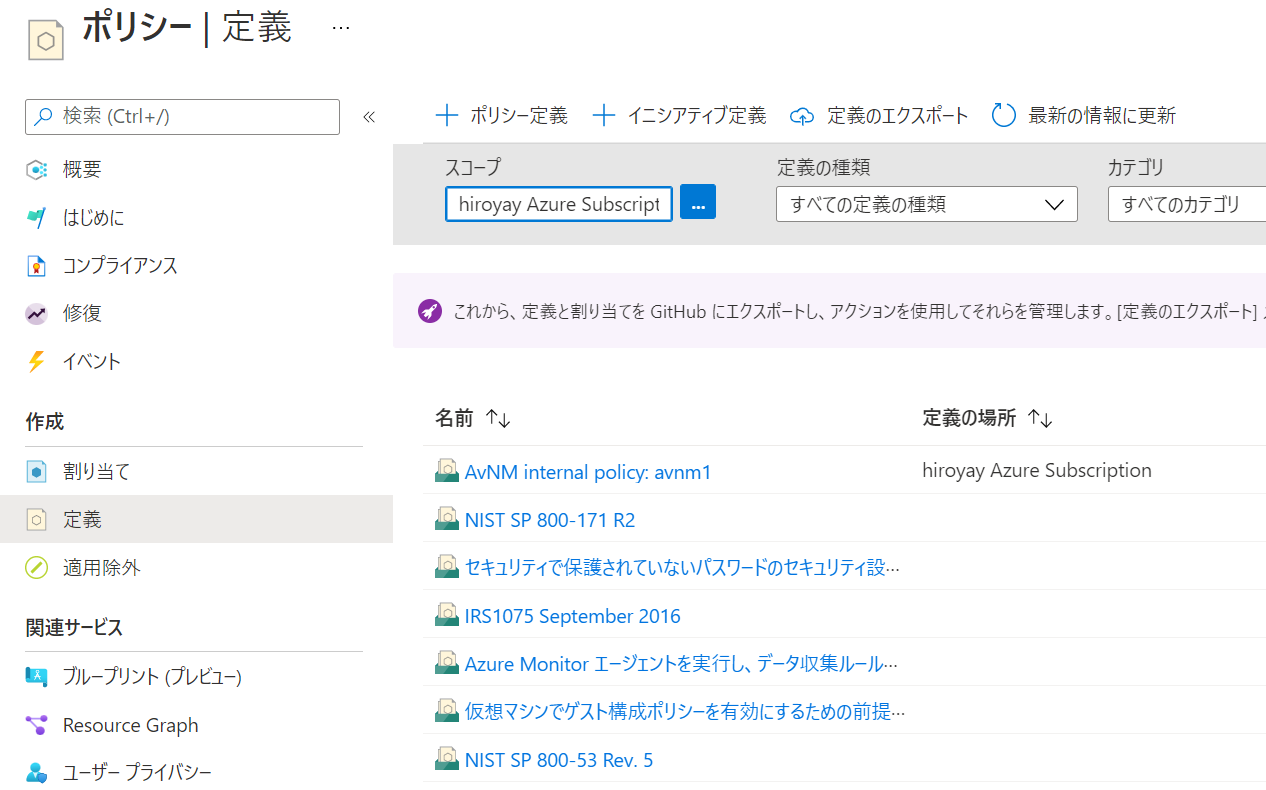 ポリシー | 定義 …
検索 (Ctrl+/)
«
概要
はじめに
コンプライアンス
修復
イベント
作成
割り当て
定義
適用除外
関連サービス
ブループリント (プレビュー)
Resource Graph
ユーザー プライバシー
ポリシー定義 イニシアティブ定義 定義のエクスポート 最新の情報に更新
スコープ 定義の種類 カテゴリ
hiroyay Azure Subscript ... すべての定義の種類 すべてのカテゴリ
これから、定義と割り当てを GitHub にエクスポートし、アクションを使用してそれらを管理します。[定義のエクスポート]
名前 ↑↓ 定義の場所 ↑↓
AvNM internal policy: avnm1 hiroyay Azure Subscription
NIST SP 800-171 R2
セキュリティで保護されていないパスワードのセキュリティ設…
IRS1075 September 2016
Azure Monitor エージェントを実行し、データ収集ルール…
仮想マシンでゲスト構成ポリシーを有効にするための前提…
NIST SP 800-53 Rev. 5